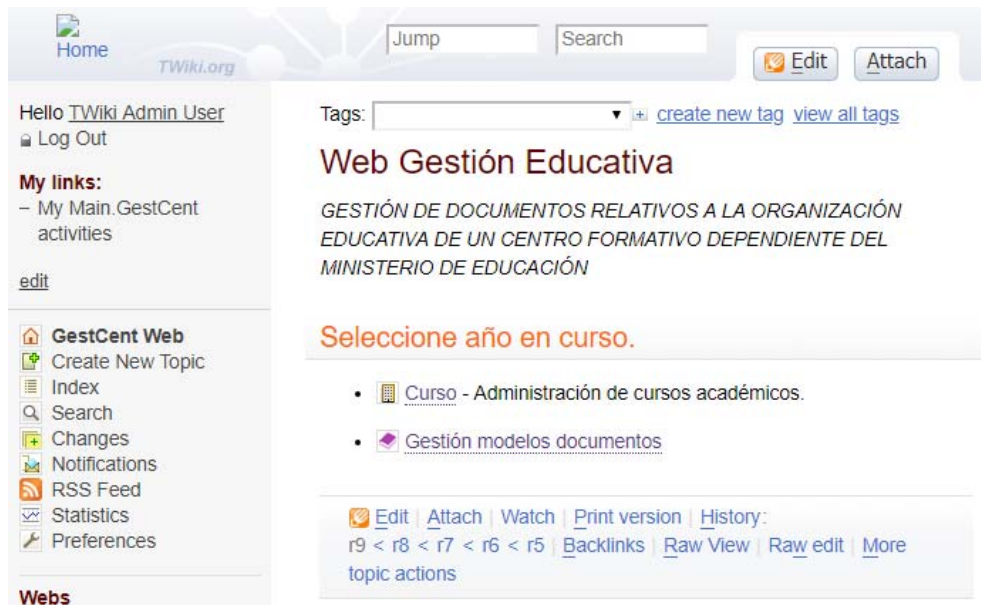 Home
TWiki.org
Jump
Search
Edit
Attach
Hello TWiki Admin User
Log Out
My links:
– My Main.GestCent
activities
edit
GestCent Web
Create New Topic
Index
Search
Changes
Notifications
RSS Feed
Statistics
Preferences
Webs
Tags:
create new tag view all tags
Web Gestión Educativa
GESTIÓN DE DOCUMENTOS RELATIVOS A LA ORGANIZACIÓN
EDUCATIVA DE UN CENTRO FORMATIVO DEPENDIENTE DEL
MINISTERIO DE EDUCACIÓN
Seleccione año en curso.
• Curso - Administración de cursos académicos.
• Gestión modelos documentos
Edit | Attach | Watch | Print version | History:
r9 < r8 < r7 < r6 < r5 | Backlinks | Raw View | Raw edit | More
topic actions